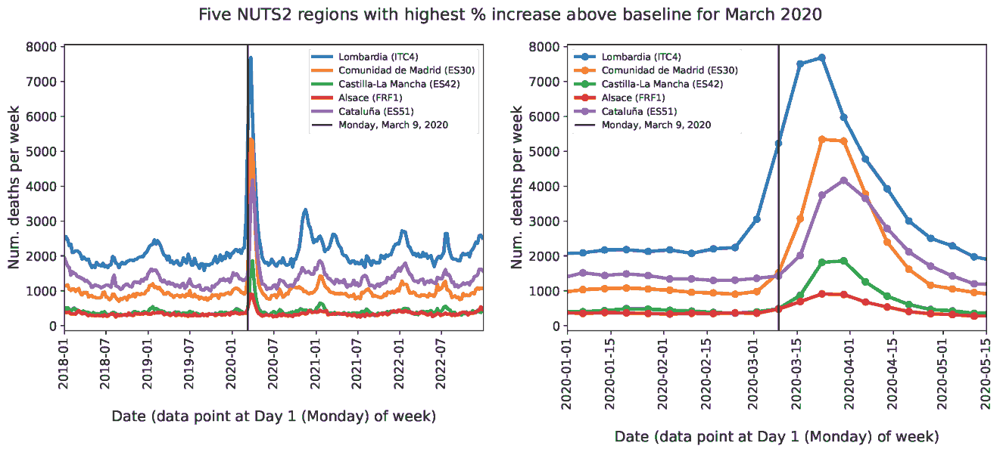 Five NUTS2 regions with highest % increase above baseline for March 2020
Num. deaths per week
8000
7000
6000
5000
4000
3000
2000
1000
0
Lombardia (ITC4)
Comunidad de Madrid (ES30)
Castilla-La Mancha (ES42)
Alsace (FRF1)
Cataluña (ES51)
Monday, March 9, 2020
2018-01
2018-07
2019-01
2019-07
2020-01
2020-07
2021-01
2021-07
2022-01
2022-07
Date (data point at Day 1 (Monday) of week)
Num. deaths per week
8000
7000
6000
5000
4000
3000
2000
1000
0
Lombardia (ITC4)
Comunidad de Madrid (ES30)
Castilla-La Mancha (ES42)
Alsace (FRF1)
Cataluña (ES51)
Monday, March 9, 2020
2020-01-01
2020-01-15
2020-02-01
2020-02-15
2020-03-01
2020-03-15
2020-04-01
2020-04-15
2020-05-01
2020-05-15
Date (data point at Day 1 (Monday) of week)